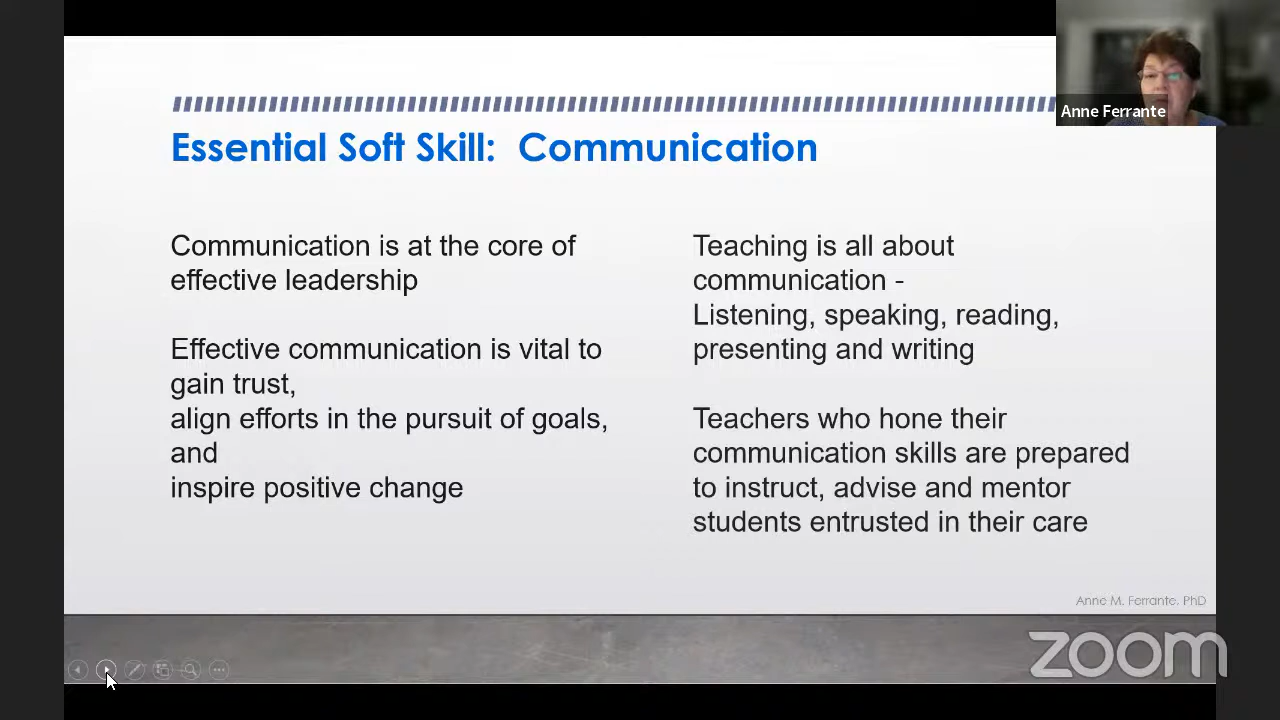 Anne Ferrante
Essential Soft Skill: Communication
Communication is at the core of
effective leadership
Effective communication is vital to
gain trust,
align efforts in the pursuit of goals,
and
inspire positive change
Teaching is all about
communication -
Listening, speaking, reading,
presenting and writing
Teachers who hone their
communication skills are prepared
to instruct, advise and mentor
students entrusted in their care
Anne M. Ferrante, PhD
zoom